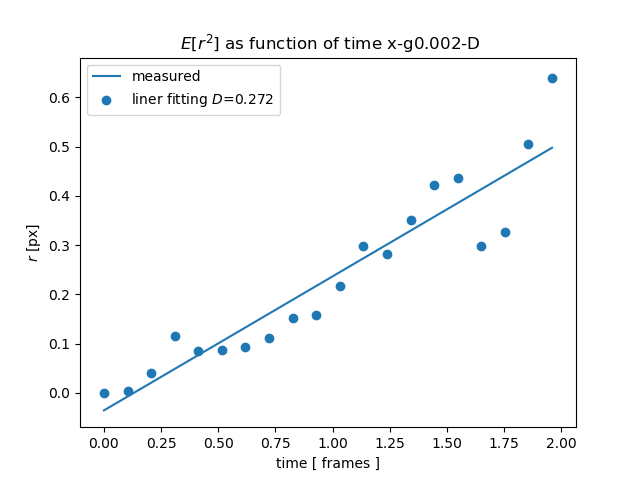 E[r²] as function of time x-g0.002-D
measured
liner fitting D=0.272
0.6
0.5
0.4
0.3
0.2
0.1
0.0
r [px]
0.00 0.25 0.50 0.75 1.00 1.25 1.50 1.75 2.00
time [ frames ]